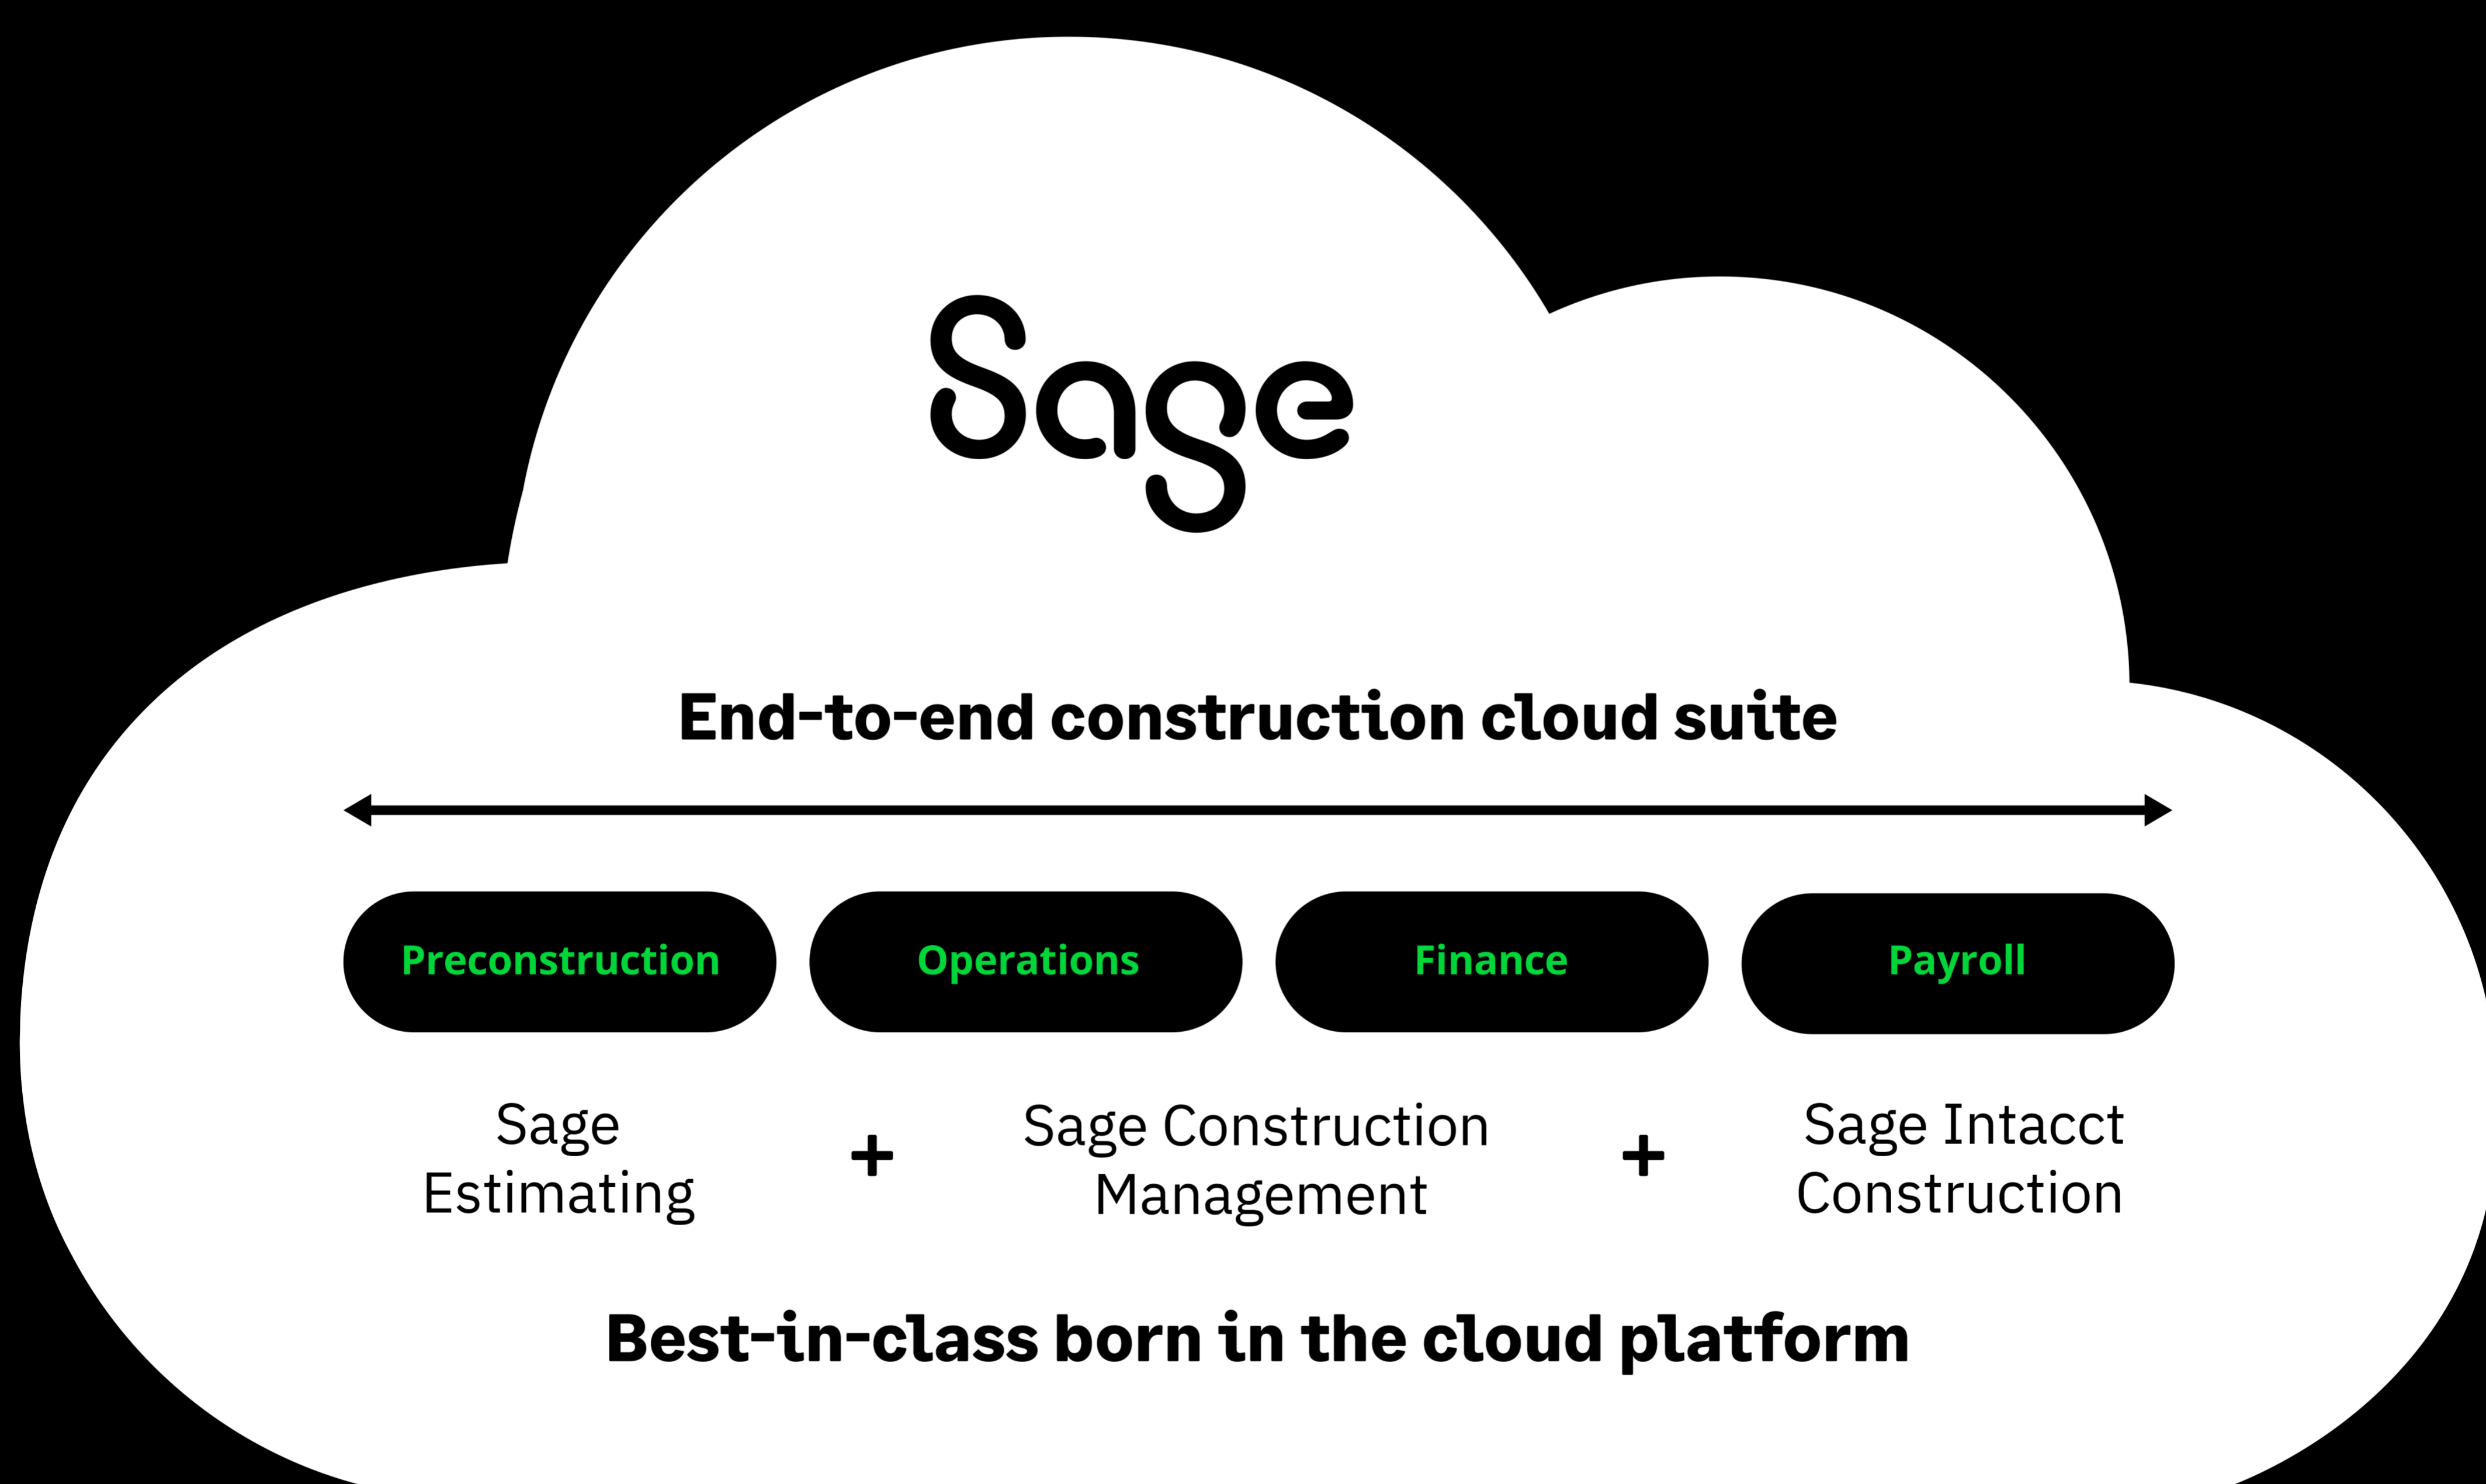 Sage
End-to-end construction cloud suite
Preconstruction
Operations
Finance
Payroll
Sage
Estimating
+
Sage Construction
Management
+
Sage Intacct
Construction
Best-in-class born in the cloud platform